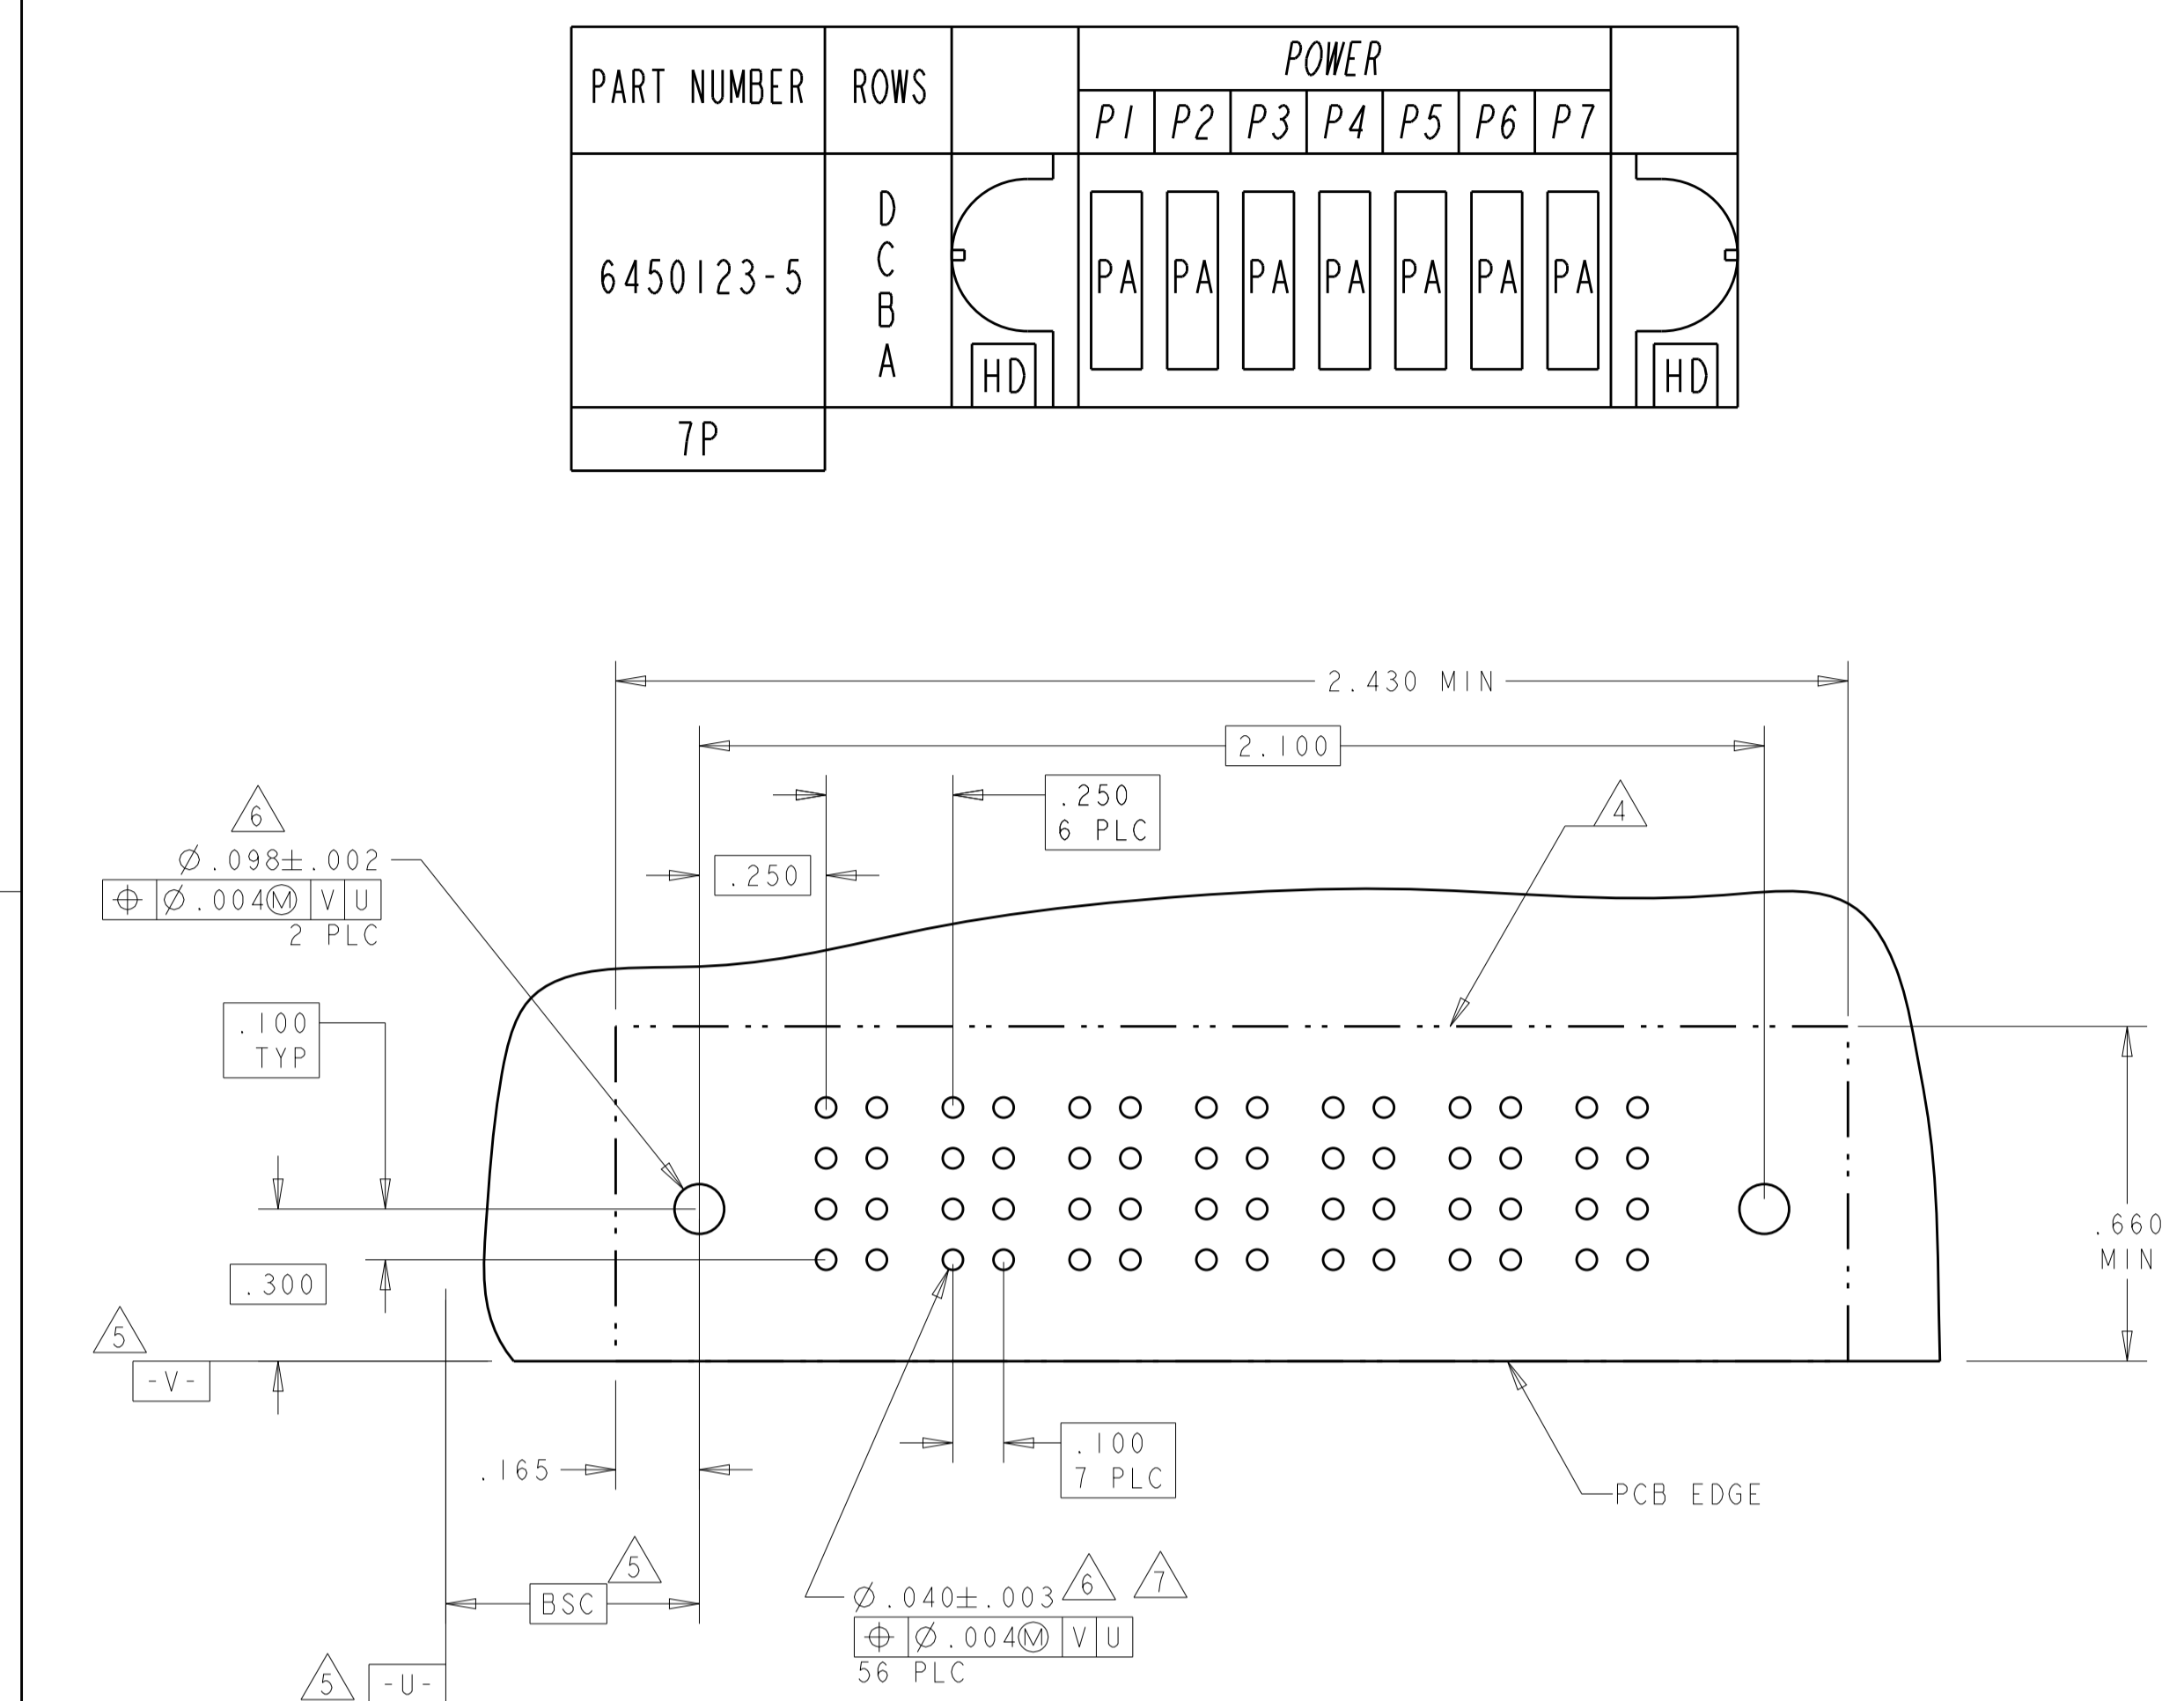 POWER
PART NUMBER ROWS
P1 P2 P3 P4 P5 P6 P7
D
C
6450123-5 PA PA PA PA PA PA PA
B
A
HD HD
7P
2.430 MIN
2.100
.250
6 PLC
6
4
⌀.098±.002
.250
⌖ ⌀.004Ⓜ V U
2 PLC
.100
TYP
.660
MIN
.300
5
-V-
.100
7 PLC
.165
PCB EDGE
5
BSC
⌀.040±.003 6 7
⌖ ⌀.004Ⓜ V U
56 PLC
5 -U-